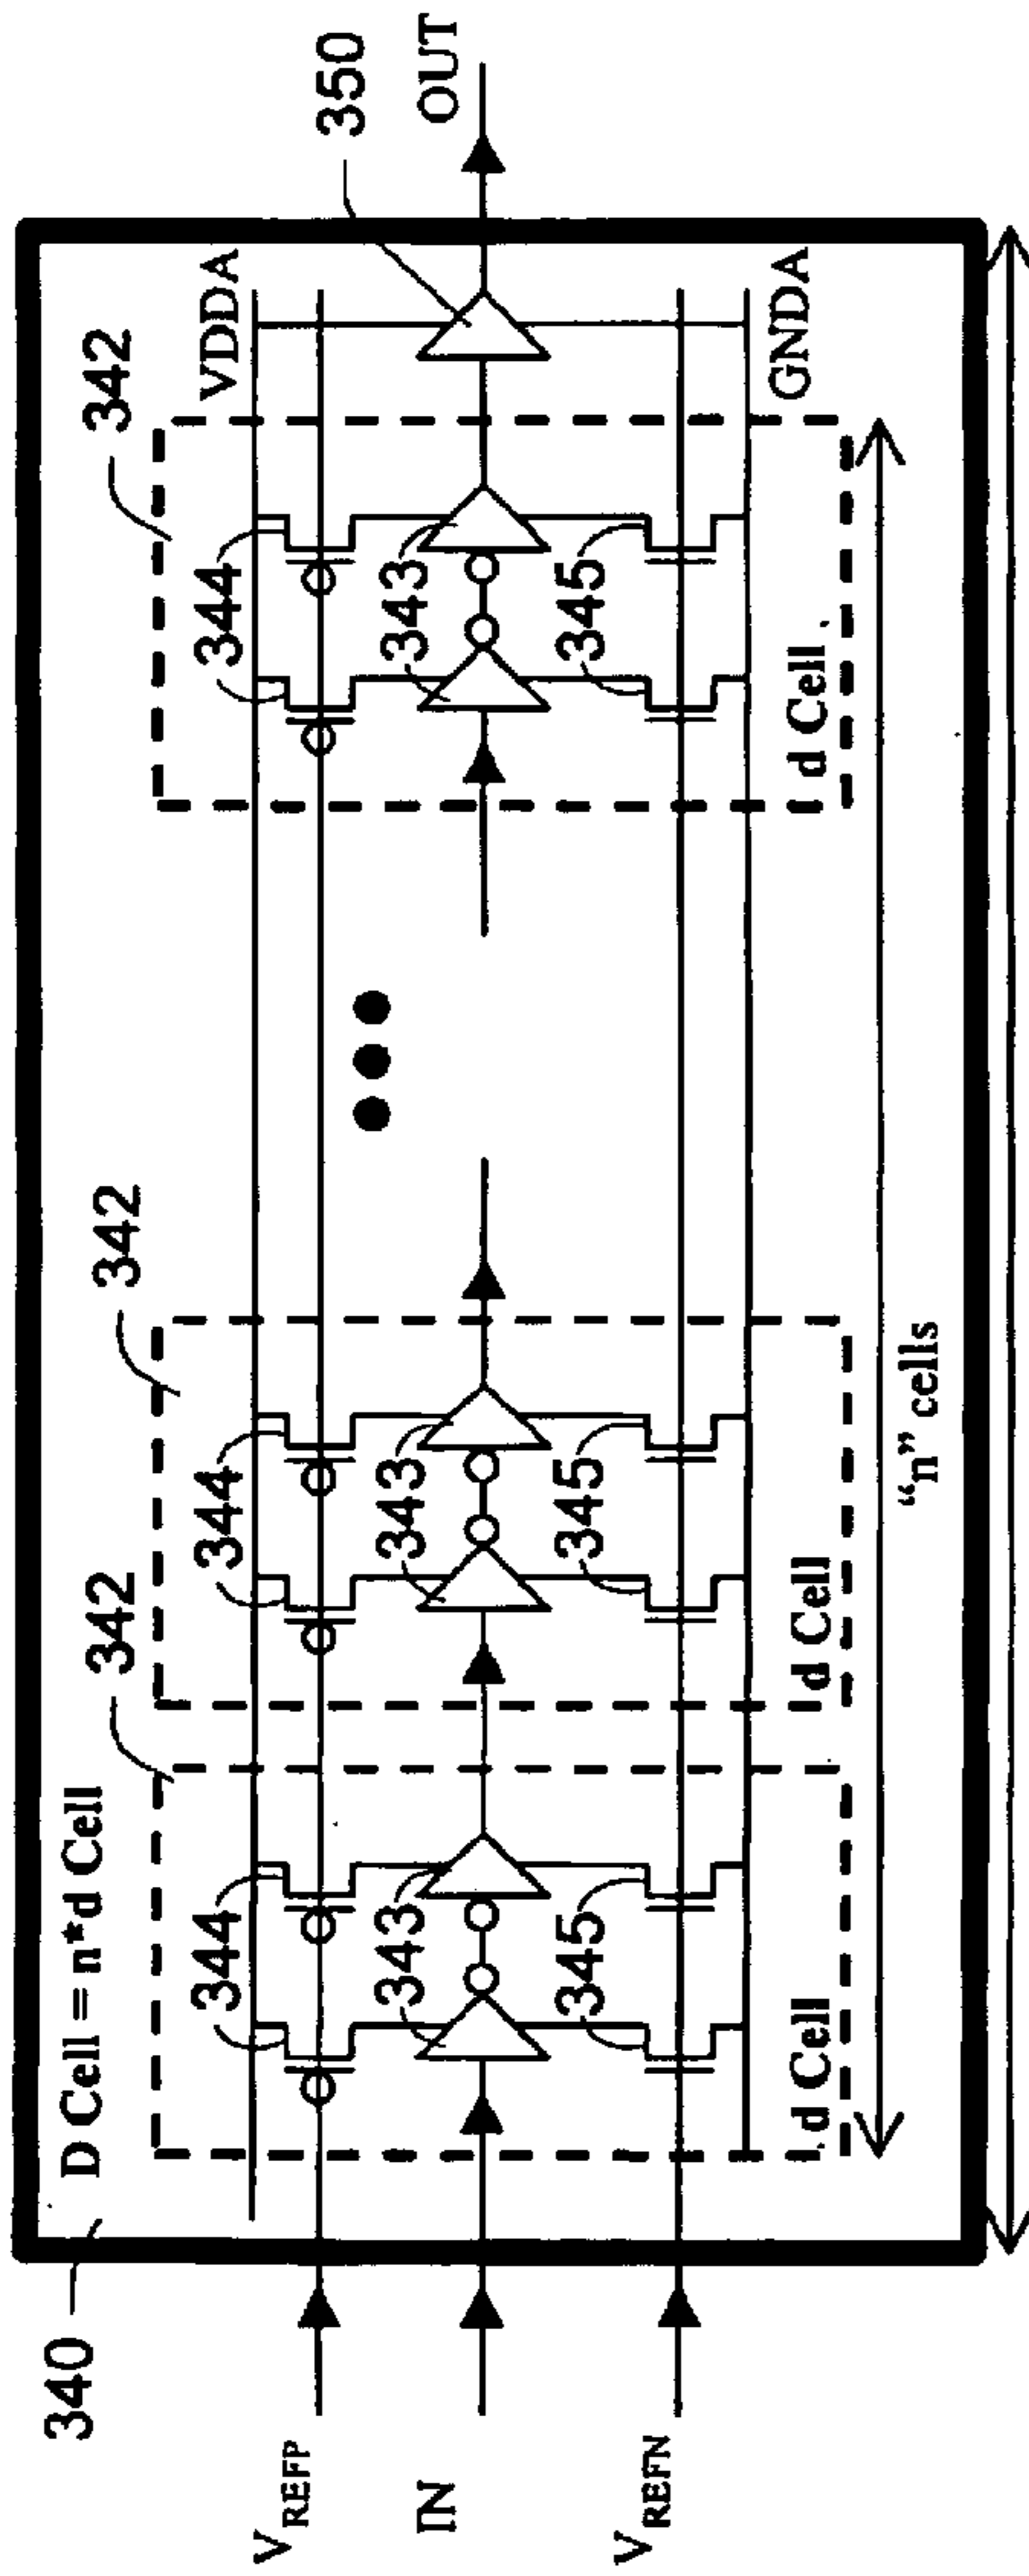 340
D Cell = n*d Cell
342
342
342
350
VDDA
344
344
344
V_REFP
343
343
343
IN
OUT
345
345
345
V_REFN
GNDA
d Cell
d Cell
d Cell
“n” cells